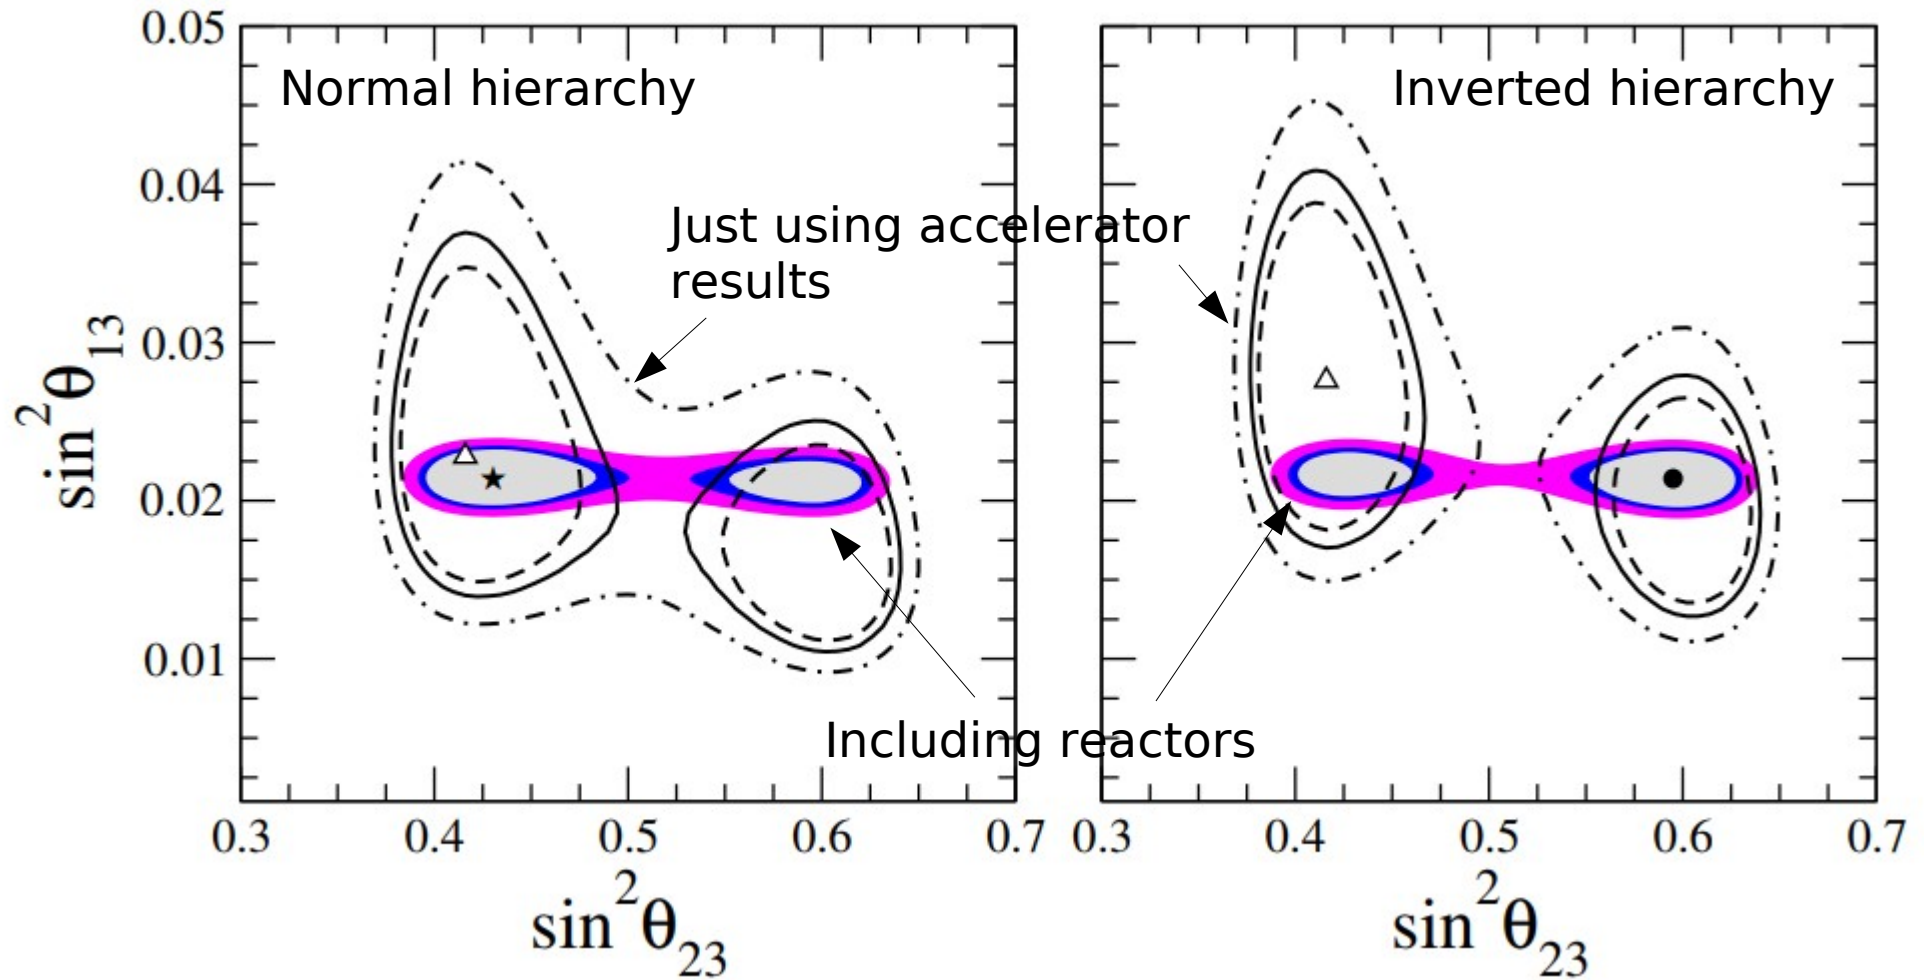 0.05
0.04
0.03
0.02
0.01
sin²θ₁₃
Normal hierarchy
Inverted hierarchy
Just using accelerator
results
Including reactors
0.3 0.4 0.5 0.6 0.7
0.3 0.4 0.5 0.6 0.7
sin²θ₂₃
sin²θ₂₃